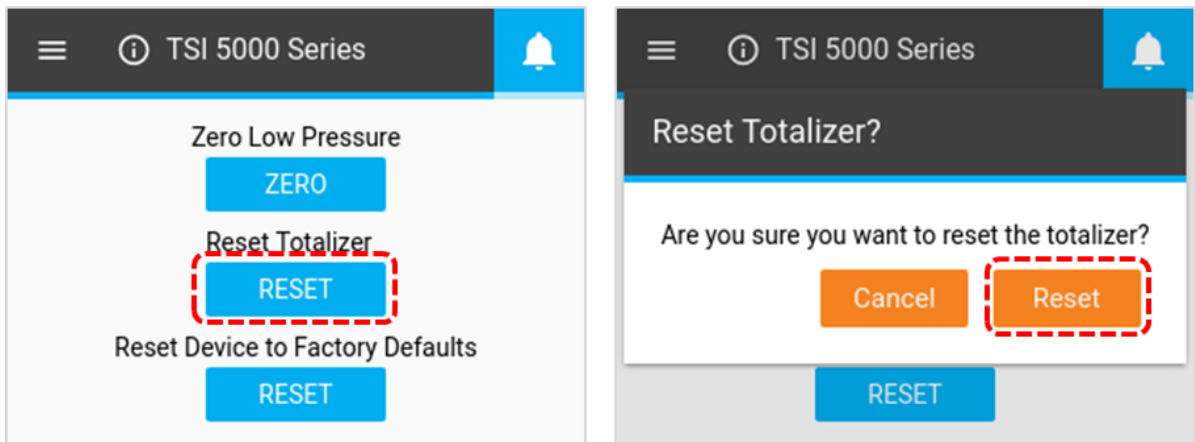 TSI 5000 Series
Zero Low Pressure
ZERO
Reset Totalizer
RESET
Reset Device to Factory Defaults
RESET
TSI 5000 Series
Reset Totalizer?
Are you sure you want to reset the totalizer?
Cancel Reset
RESET